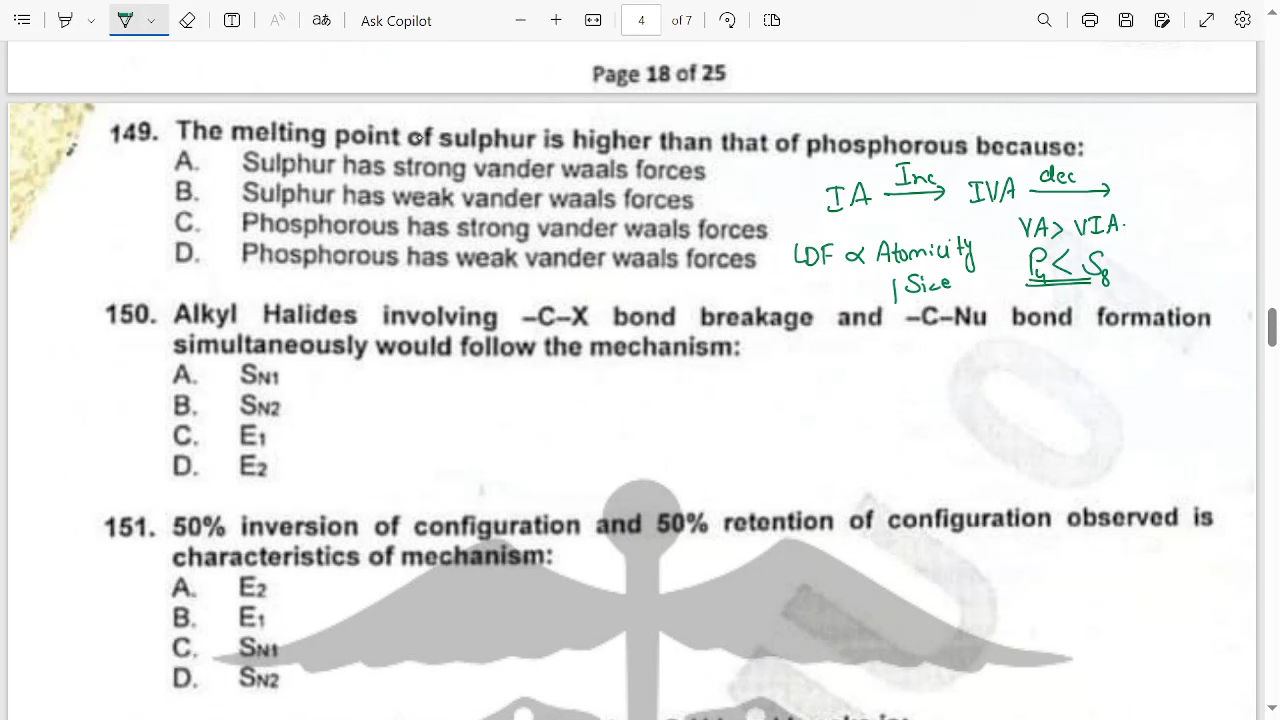 Ask Copilot
4
of 7
Page 18 of 25
149. The melting point of sulphur is higher than that of phosphorous because:
A. Sulphur has strong vander waals forces
B. Sulphur has weak vander waals forces
C. Phosphorous has strong vander waals forces
D. Phosphorous has weak vander waals forces
IA Inc → IVA dec →
VA > VIA.
LDF ∝ Atomicity
| Size
P4 < S8
150. Alkyl Halides involving –C–X bond breakage and –C–Nu bond formation
simultaneously would follow the mechanism:
A. SN1
B. SN2
C. E1
D. E2
151. 50% inversion of configuration and 50% retention of configuration observed is
characteristics of mechanism:
A. E2
B. E1
C. SN1
D. SN2